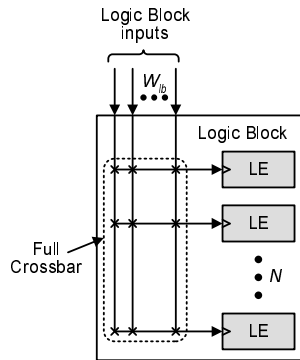 Logic Block
inputs
W_lb
Logic Block
LE
LE
Full
Crossbar
N
LE